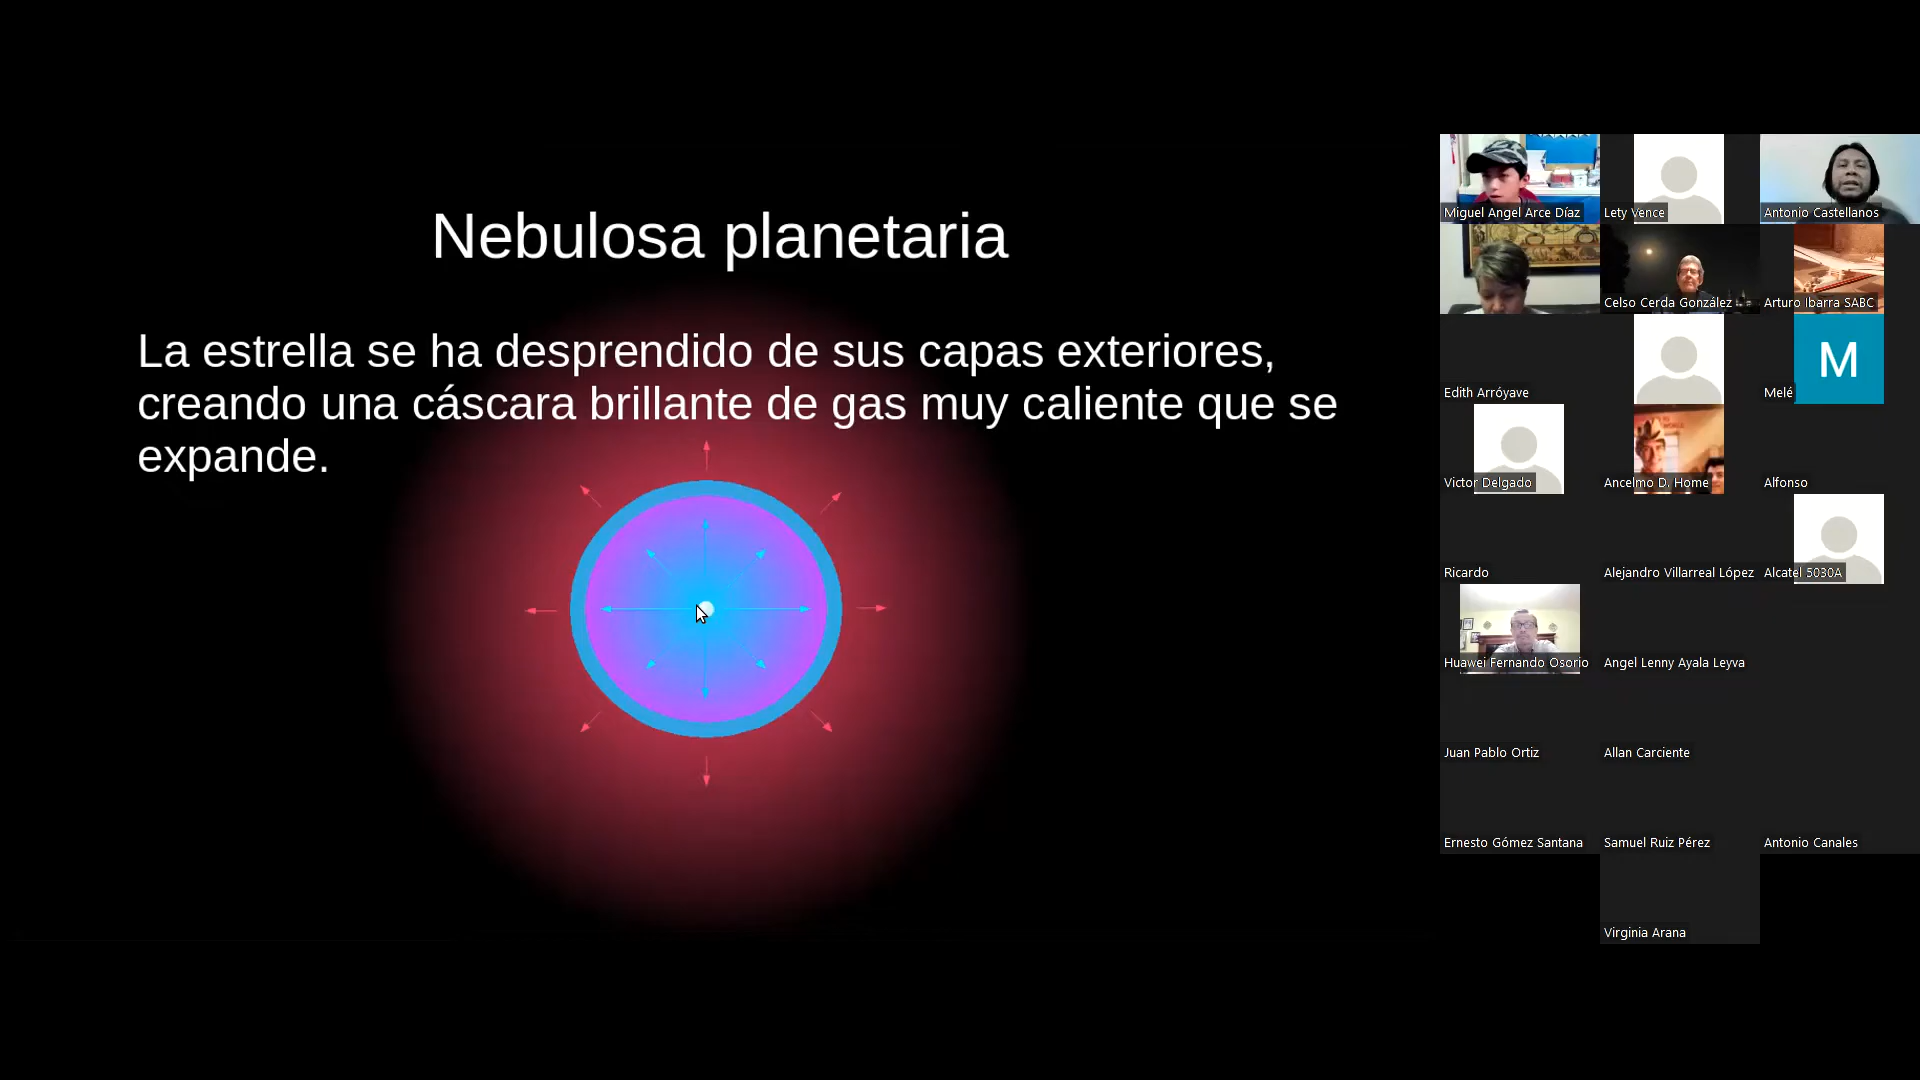 Nebulosa planetaria
La estrella se ha desprendido de sus capas exteriores,
creando una cáscara brillante de gas muy caliente que se
expande.
Miguel Angel Arce Díaz
Lety Vence
Antonio Castellanos
Celso Cerda González
Arturo Ibarra SABC
Edith Arróyave
Melé
M
Victor Delgado
Ancelmo D. Home
Alfonso
Ricardo
Alejandro Villarreal López
Alcatel 5030A
Huawei Fernando Osorio
Angel Lenny Ayala Leyva
Juan Pablo Ortiz
Allan Carciente
Ernesto Gómez Santana
Samuel Ruiz Pérez
Antonio Canales
Virginia Arana